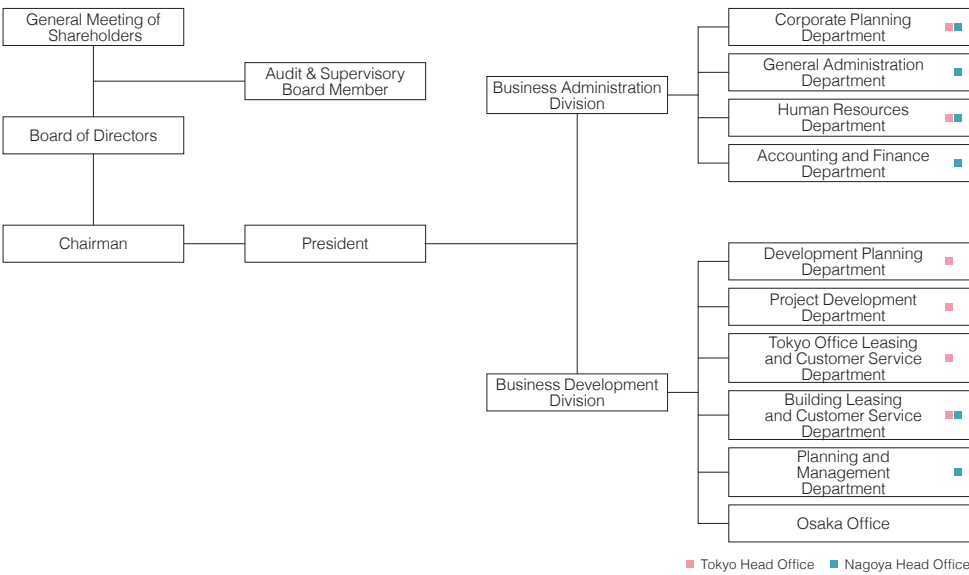 General Meeting of
Shareholders
Audit & Supervisory
Board Member
Board of Directors
Chairman
President
Business Administration
Division
Corporate Planning
Department
General Administration
Department
Human Resources
Department
Accounting and Finance
Department
Business Development
Division
Development Planning
Department
Project Development
Department
Tokyo Office Leasing
and Customer Service
Department
Building Leasing
and Customer Service
Department
Planning and
Management
Department
Osaka Office
Tokyo Head Office
Nagoya Head Office